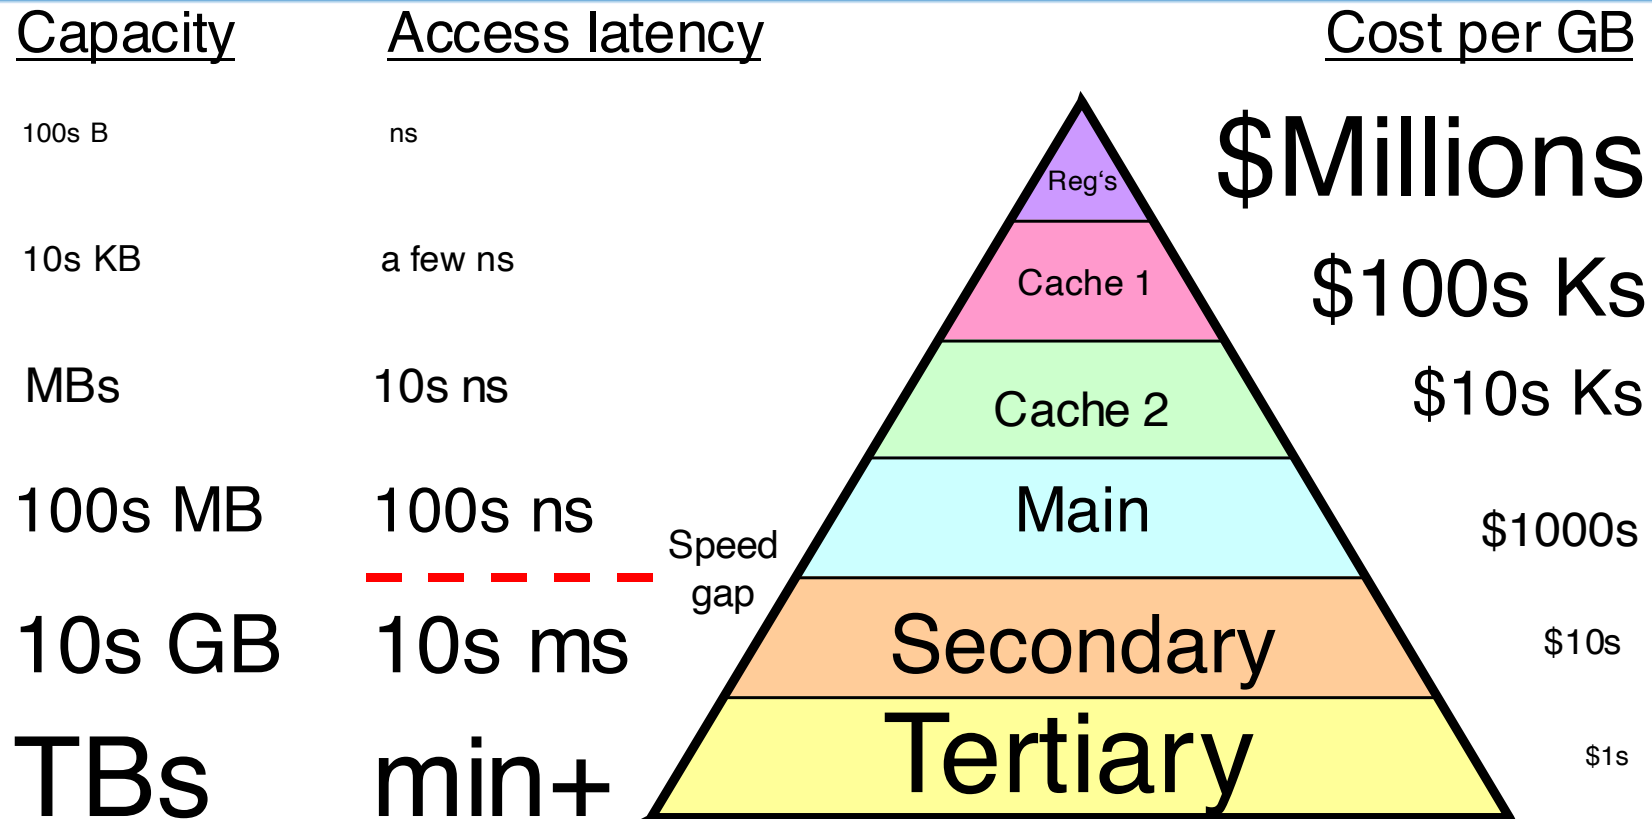 Capacity Access latency Cost per GB
100s B ns Reg‘s $Millions
10s KB a few ns Cache 1 $100s Ks
MBs 10s ns Cache 2 $10s Ks
100s MB 100s ns Main $1000s
Speed
gap
10s GB 10s ms Secondary $10s
TBs min+ Tertiary $1s